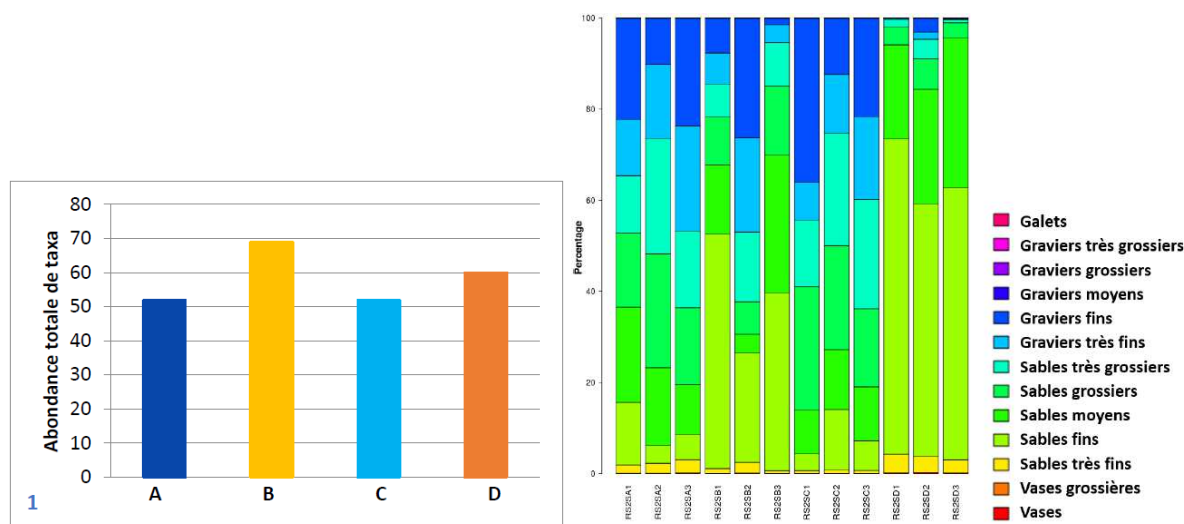 Abondance totale de taxa
80
70
60
50
40
30
20
10
0
A B C D
1
Percentage
100
80
60
40
20
0
RS2SA1
RS2SA2
RS2SA3
RS2SB1
RS2SB2
RS2SB3
RS2SC1
RS2SC2
RS2SC3
RS2SD1
RS2SD2
RS2SD3
Galets
Graviers très grossiers
Graviers grossiers
Graviers moyens
Graviers fins
Graviers très fins
Sables très grossiers
Sables grossiers
Sables moyens
Sables fins
Sables très fins
Vases grossières
Vases